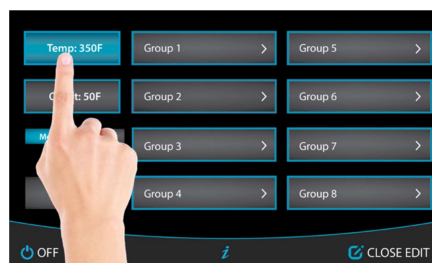 Temp: 350F
Group 1
Group 5
t: 50F
Group 2
Group 6
Group 3
Group 7
Group 4
Group 8
OFF
i
CLOSE EDIT